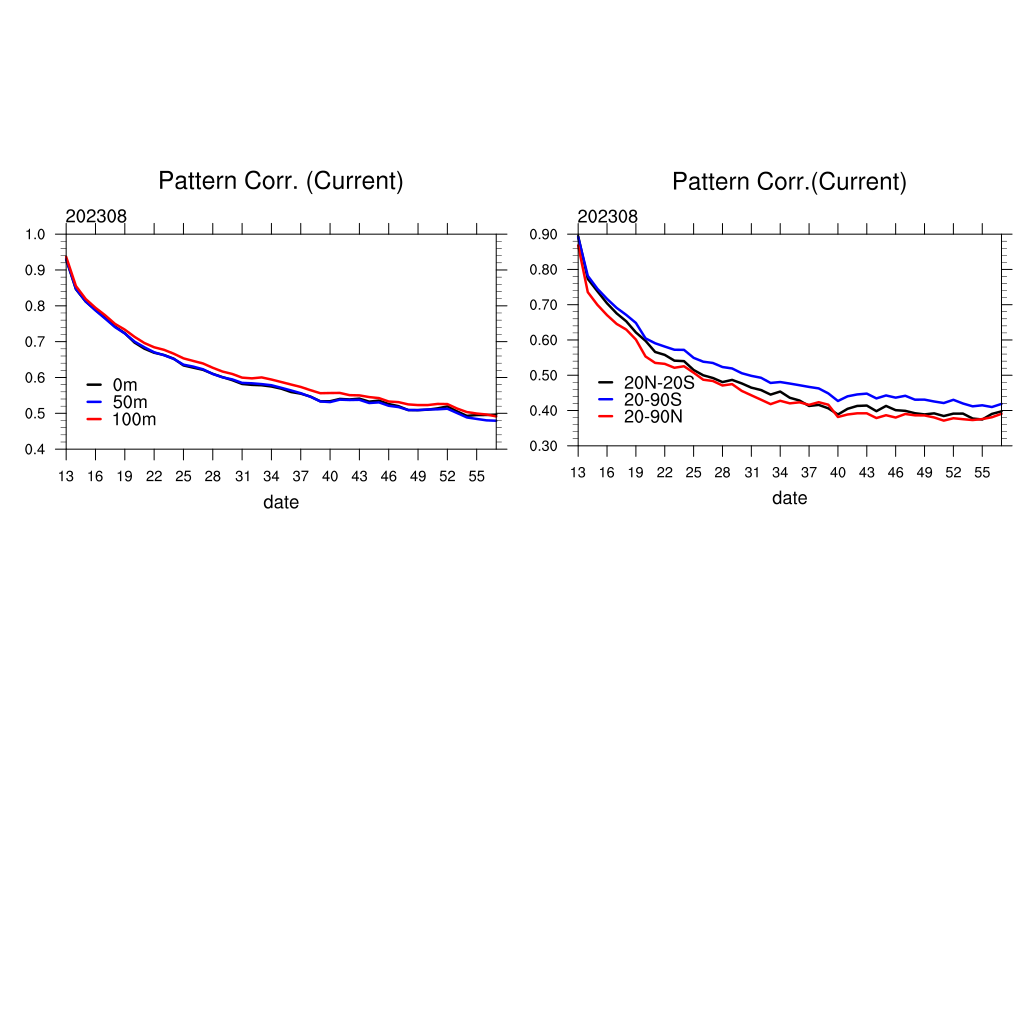 Pattern Corr. (Current)
202308
1.0
0.9
0.8
0.7
0.6
0.5
0.4
0m
50m
100m
13 16 19 22 25 28 31 34 37 40 43 46 49 52 55
date
Pattern Corr.(Current)
202308
0.90
0.80
0.70
0.60
0.50
0.40
0.30
20N-20S
20-90S
20-90N
13 16 19 22 25 28 31 34 37 40 43 46 49 52 55
date